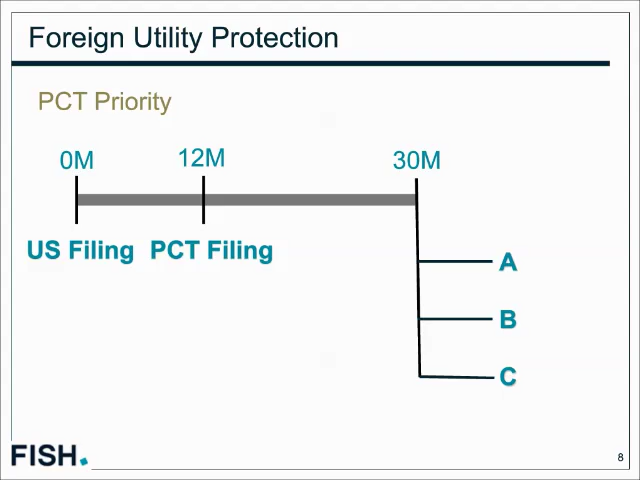 Foreign Utility Protection
PCT Priority
0M 12M 30M
US Filing PCT Filing
A
B
C
FISH.
8